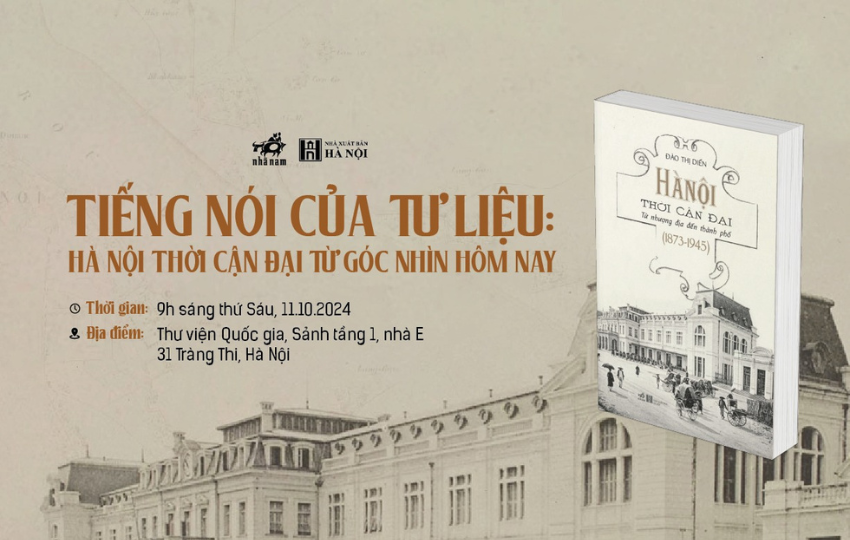 nhã nam
NHÀ XUẤT BẢN
HÀ NỘI
TIẾNG NÓI CỦA TƯ LIỆU:
HÀ NỘI THỜI CẬN ĐẠI TỪ GÓC NHÌN HÔM NAY
Thời gian: 9h sáng thứ Sáu, 11.10.2024
Địa điểm: Thư viện Quốc gia, Sảnh tầng 1, nhà E
31 Tràng Thi, Hà Nội
ĐÀO THỊ DIẾN
HÀ NỘI
THỜI CẬN ĐẠI
Từ nhượng địa đến thành phố
(1873-1945)